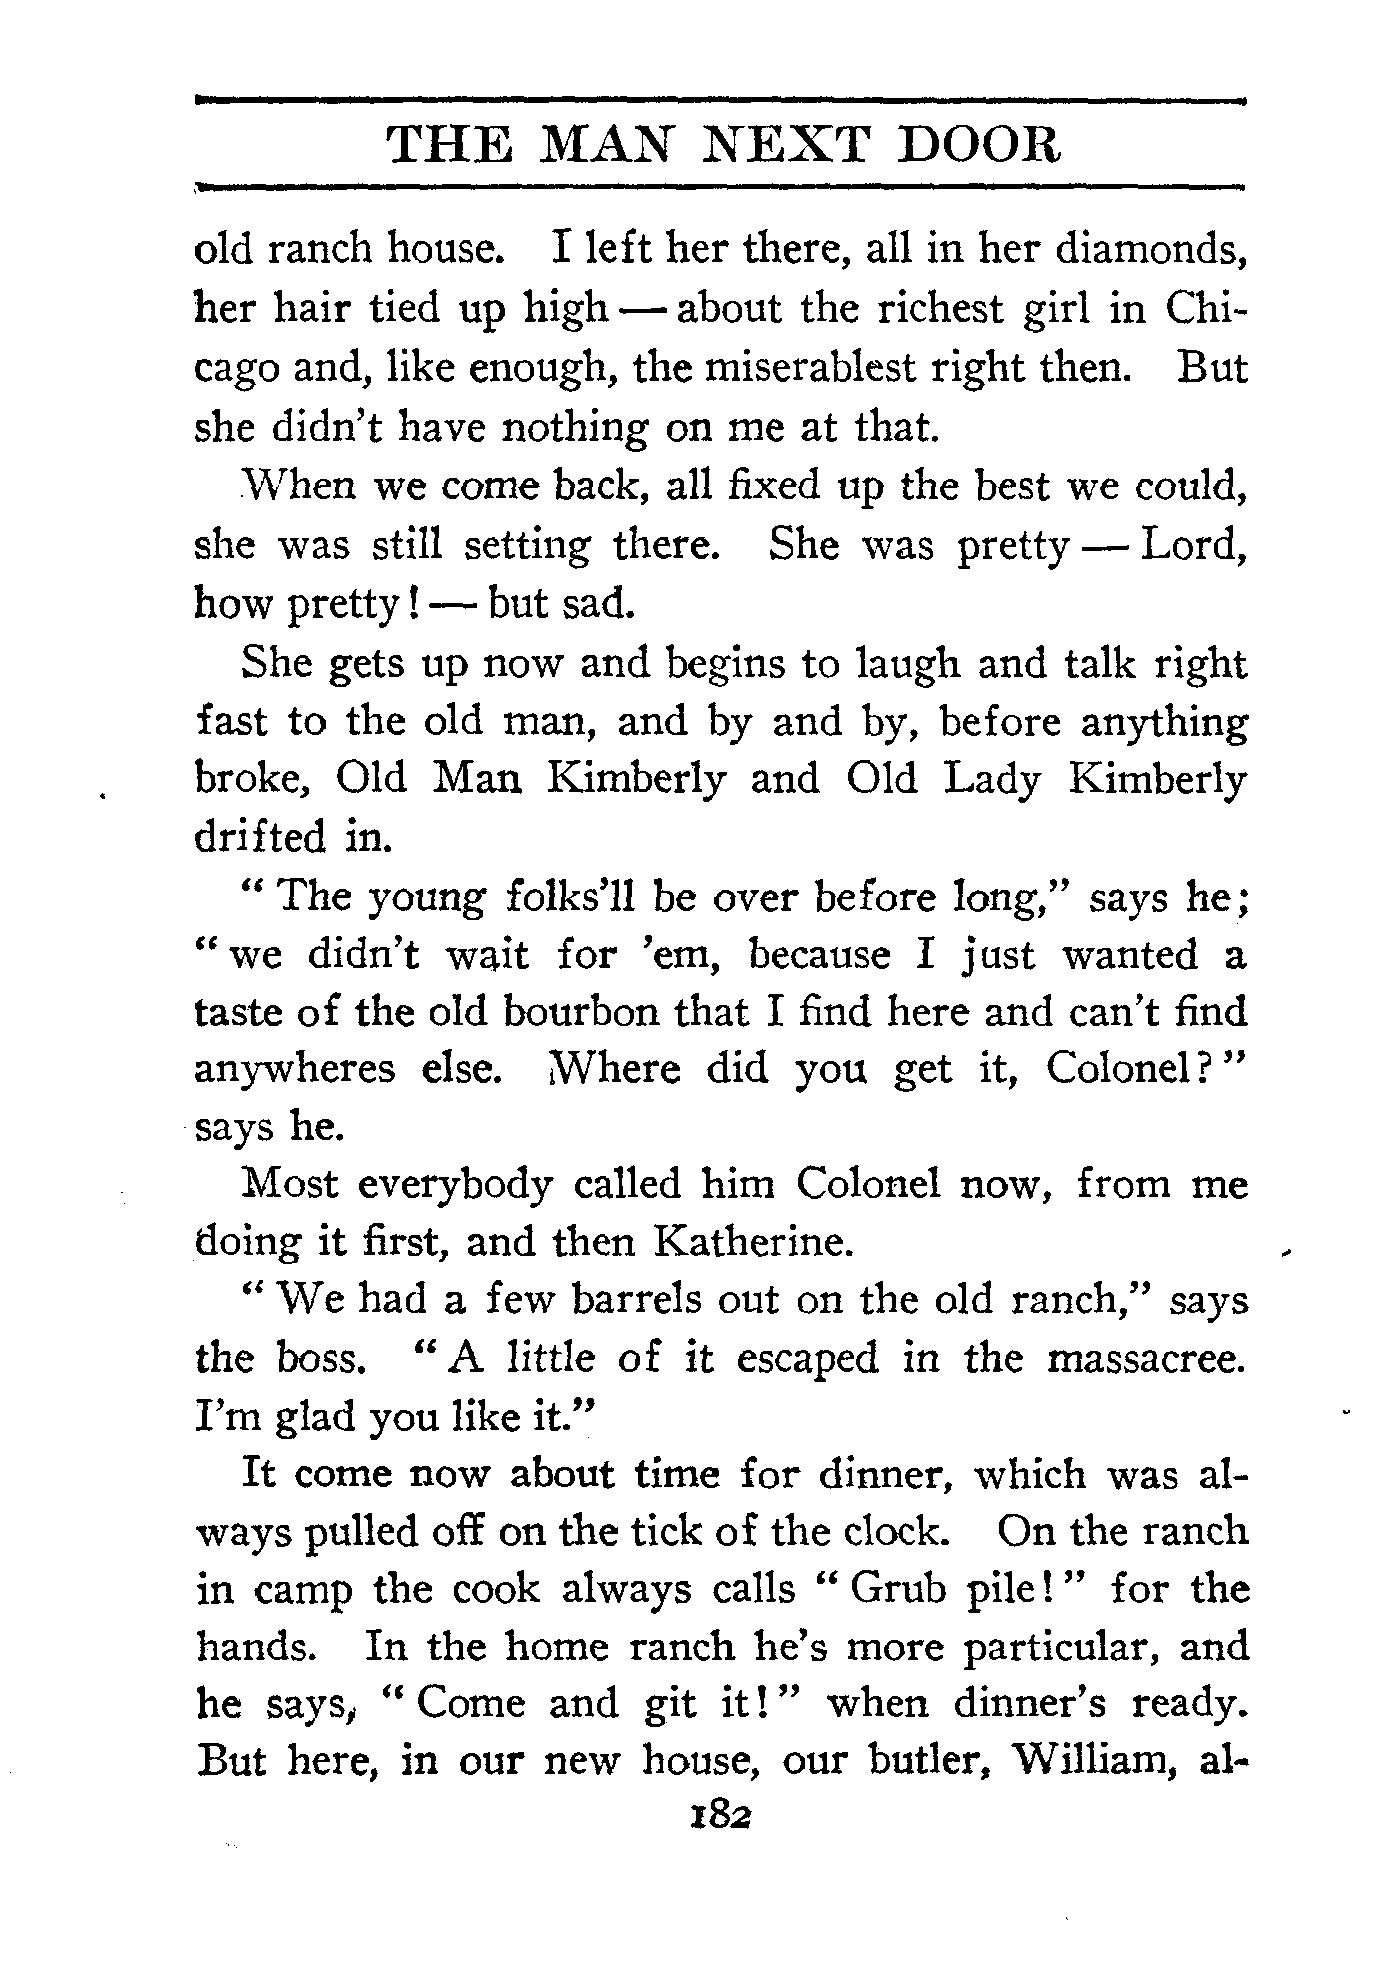 THE MAN NEXT DOOR
old ranch house. I left her there, all in her diamonds,
her hair tied up high — about the richest girl in Chi-
cago and, like enough, the miserablest right then. But
she didn't have nothing on me at that.
When we come back, all fixed up the best we could,
she was still setting there. She was pretty — Lord,
how pretty! — but sad.
She gets up now and begins to laugh and talk right
fast to the old man, and by and by, before anything
broke, Old Man Kimberly and Old Lady Kimberly
drifted in.
" The young folks'll be over before long," says he;
" we didn't wait for 'em, because I just wanted a
taste of the old bourbon that I find here and can't find
anywheres else. Where did you get it, Colonel? "
says he.
Most everybody called him Colonel now, from me
doing it first, and then Katherine.
" We had a few barrels out on the old ranch," says
the boss. " A little of it escaped in the massacree.
I'm glad you like it."
It come now about time for dinner, which was al-
ways pulled off on the tick of the clock. On the ranch
in camp the cook always calls " Grub pile! " for the
hands. In the home ranch he's more particular, and
he says, " Come and git it! " when dinner's ready.
But here, in our new house, our butler, William, al-
182